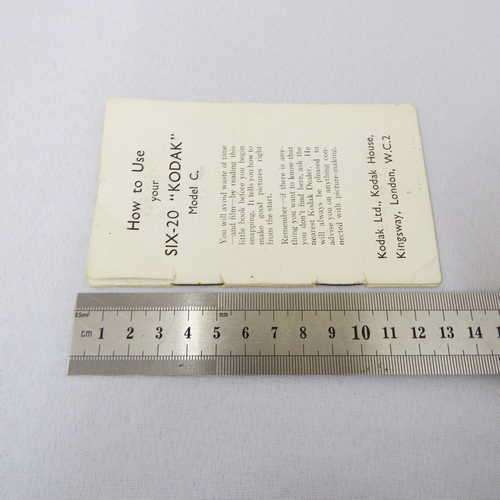 How to Use
your
SIX-20 "KODAK"
Model C,
You will avoid waste of time
—and film—by reading this
little book before you begin
snapping. It tells you how to
make good pictures right
from the start.
Remember—if there is any-
thing you want to know that
you don't find here, ask the
nearest Kodak Dealer. He
will always be pleased to
advise you on anything con-
nected with picture-making.
Kodak Ltd., Kodak House,
Kingsway, London, W.C.2
0.5mm
mm
cm 1 2 3 4 5 6 7 8 9 10 11 12 13 14